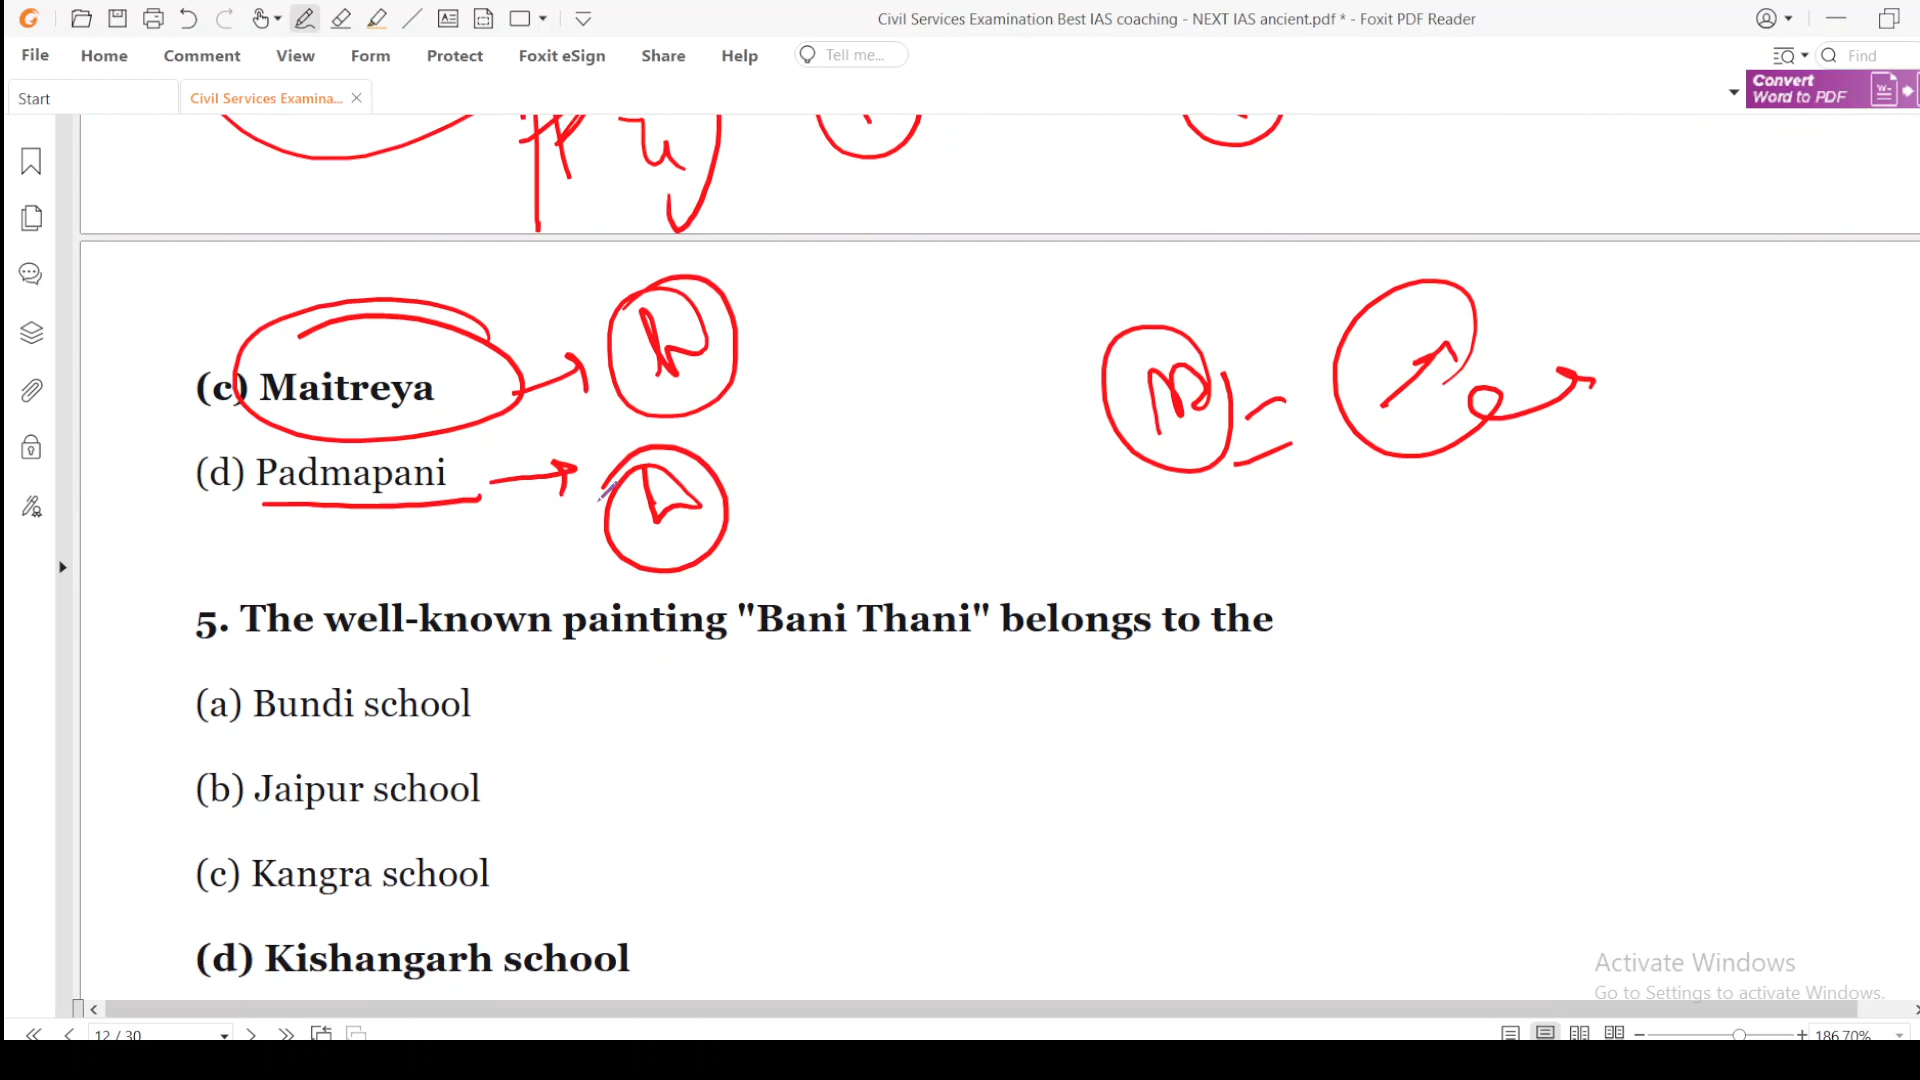 Civil Services Examination Best IAS coaching - NEXT IAS ancient.pdf * - Foxit PDF Reader
File Home Comment View Form Protect Foxit eSign Share Help Tell me... Find
Start Civil Services Examina... Convert
Word to PDF
(c) Maitreya
(d) Padmapani
5. The well-known painting "Bani Thani" belongs to the
(a) Bundi school
(b) Jaipur school
(c) Kangra school
(d) Kishangarh school
Activate Windows
Go to Settings to activate Windows.
12 / 30 186.70%